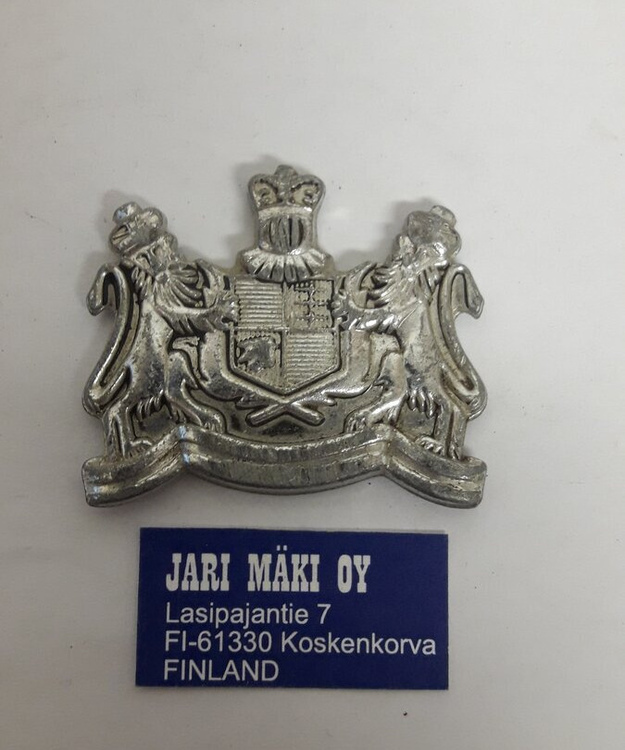 JARI MÄKI OY
Lasipajantie 7
FI-61330 Koskenkorva
FINLAND